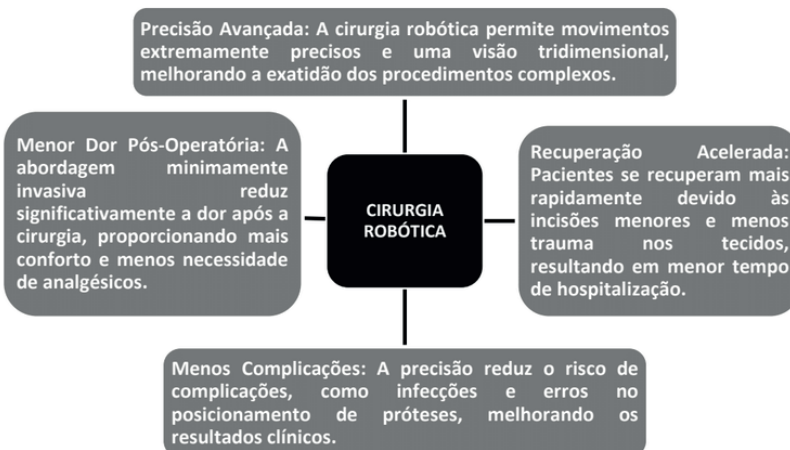 Precisão Avançada: A cirurgia robótica permite movimentos
extremamente precisos e uma visão tridimensional,
melhorando a exatidão dos procedimentos complexos.
Menor Dor Pós-Operatória: A
abordagem minimamente
invasiva reduz
significativamente a dor após a
cirurgia, proporcionando mais
conforto e menos necessidade
de analgésicos.
CIRURGIA
ROBÓTICA
Recuperação Acelerada:
Pacientes se recuperam mais
rapidamente devido às
incisões menores e menos
trauma nos tecidos,
resultando em menor tempo
de hospitalização.
Menos Complicações: A precisão reduz o risco de
complicações, como infecções e erros no
posicionamento de próteses, melhorando os
resultados clínicos.